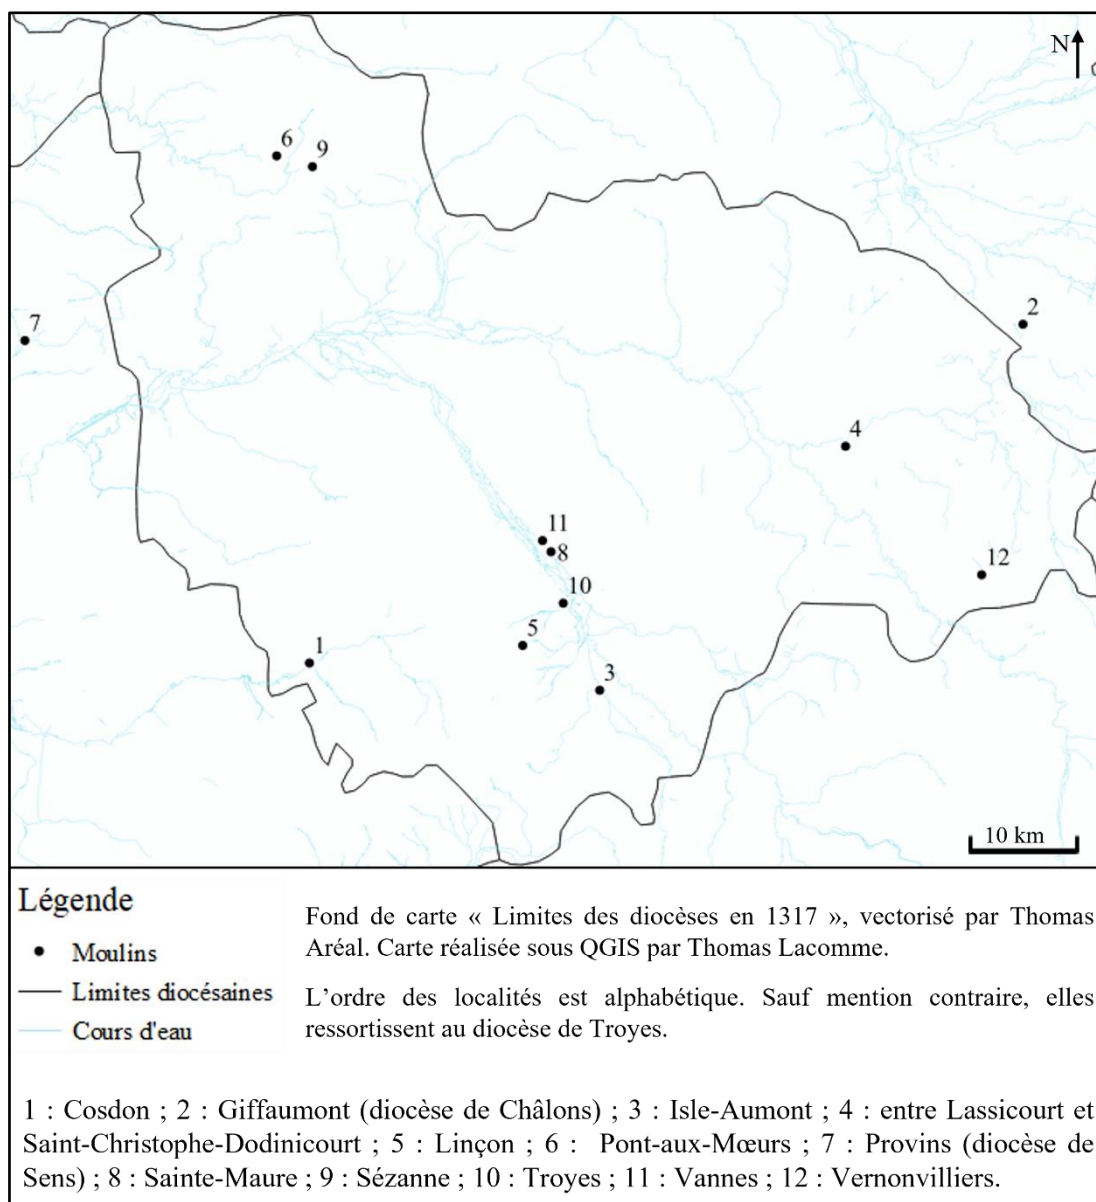 N
6
9
2
7
4
11
8
12
10
5
1
3
10 km
Légende
Moulins
Limites diocésaines
Cours d'eau
Fond de carte « Limites des diocèses en 1317 », vectorisé par Thomas
Aréal. Carte réalisée sous QGIS par Thomas Lacomme.
L'ordre des localités est alphabétique. Sauf mention contraire, elles
ressortissent au diocèse de Troyes.
1 : Cosdon ; 2 : Giffaumont (diocèse de Châlons) ; 3 : Isle-Aumont ; 4 : entre Lassicourt et
Saint-Christophe-Dodinicourt ; 5 : Linçon ; 6 : Pont-aux-Mœurs ; 7 : Provins (diocèse de
Sens) ; 8 : Sainte-Maure ; 9 : Sézanne ; 10 : Troyes ; 11 : Vannes ; 12 : Vernonvilliers.